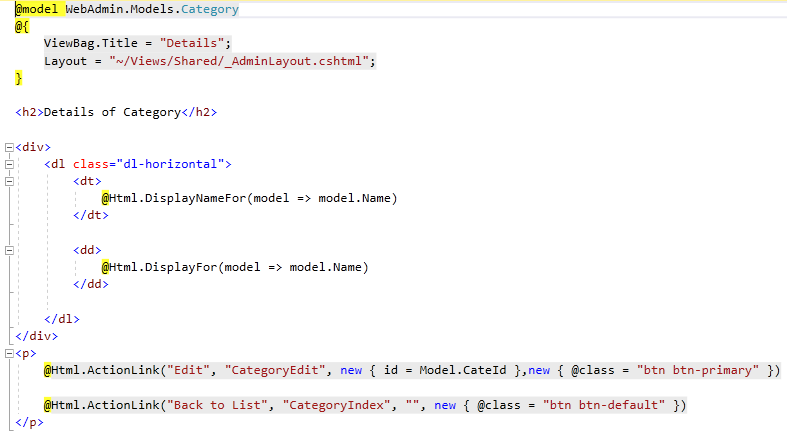 @model WebAdmin.Models.Category
@{
    ViewBag.Title = "Details";
    Layout = "~/Views/Shared/_AdminLayout.cshtml";
}
<h2>Details of Category</h2>
<div>
    <dl class="dl-horizontal">
        <dt>
            @Html.DisplayNameFor(model => model.Name)
        </dt>
        <dd>
            @Html.DisplayFor(model => model.Name)
        </dd>
    </dl>
</div>
<p>
    @Html.ActionLink("Edit", "CategoryEdit", new { id = Model.CateId },new { @class = "btn btn-primary" })
    @Html.ActionLink("Back to List", "CategoryIndex", "", new { @class = "btn btn-default" })
</p>